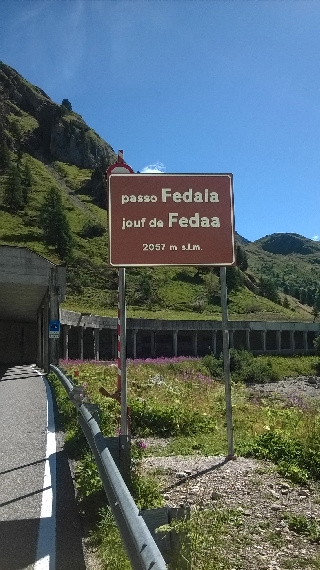 passo Fedaia
jouf de Fedaa
2057 m s.l.m.